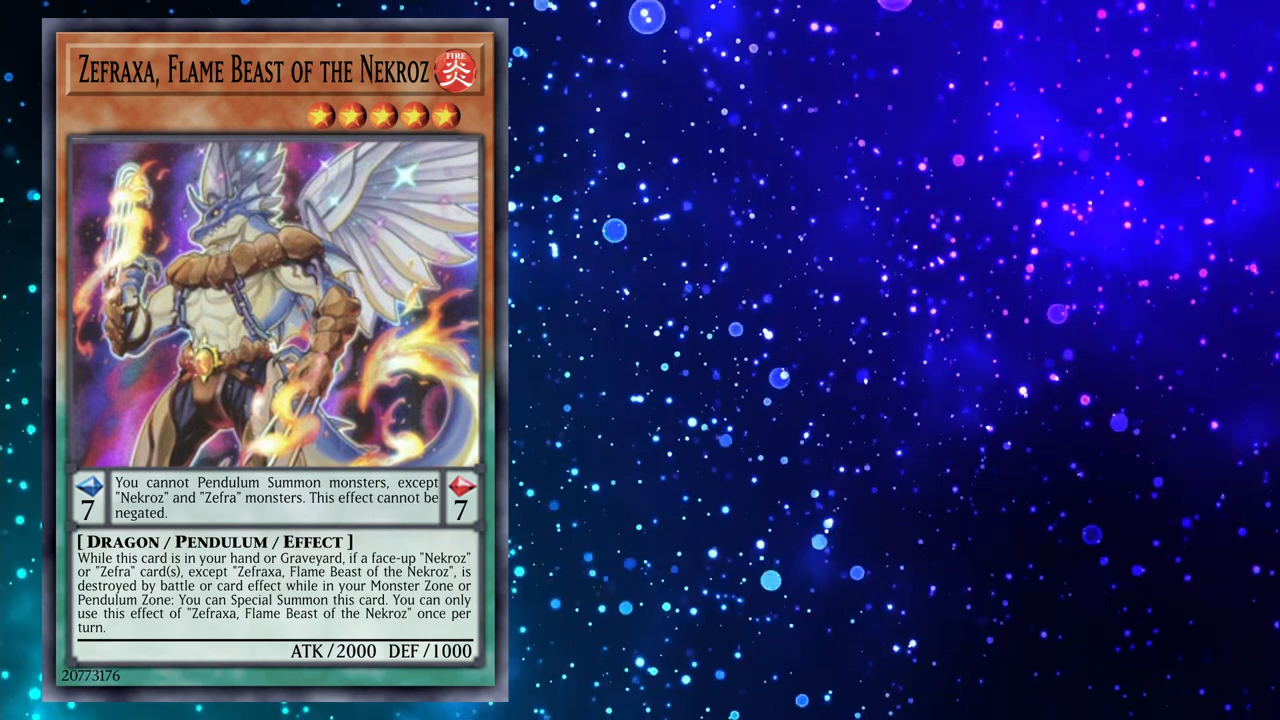 Zefraxa, Flame Beast of the Nekroz
FIRE
炎
7
You cannot Pendulum Summon monsters, except
"Nekroz" and "Zefra" monsters. This effect cannot be
negated.
7
[ Dragon / Pendulum / Effect ]
While this card is in your hand or Graveyard, if a face-up "Nekroz"
or "Zefra" card(s), except "Zefraxa, Flame Beast of the Nekroz", is
destroyed by battle or card effect while in your Monster Zone or
Pendulum Zone: You can Special Summon this card. You can only
use this effect of "Zefraxa, Flame Beast of the Nekroz" once per
turn.
ATK / 2000 DEF / 1000
20773176